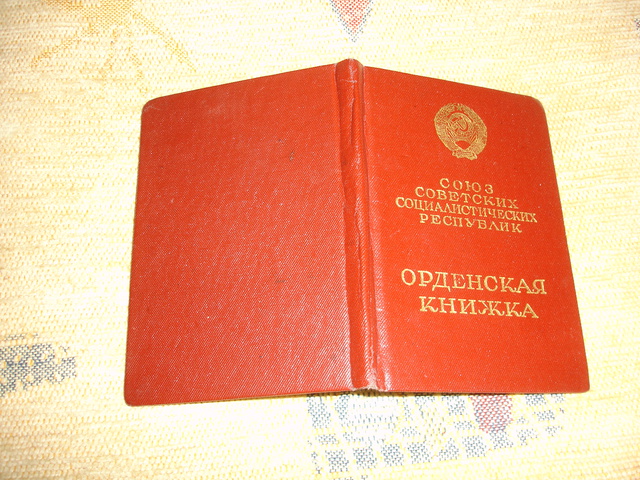 СОЮЗ
СОВЕТСКИХ
СОЦИАЛИСТИЧЕСКИХ
РЕСПУБЛИК
ОРДЕНСКАЯ
КНИЖКА